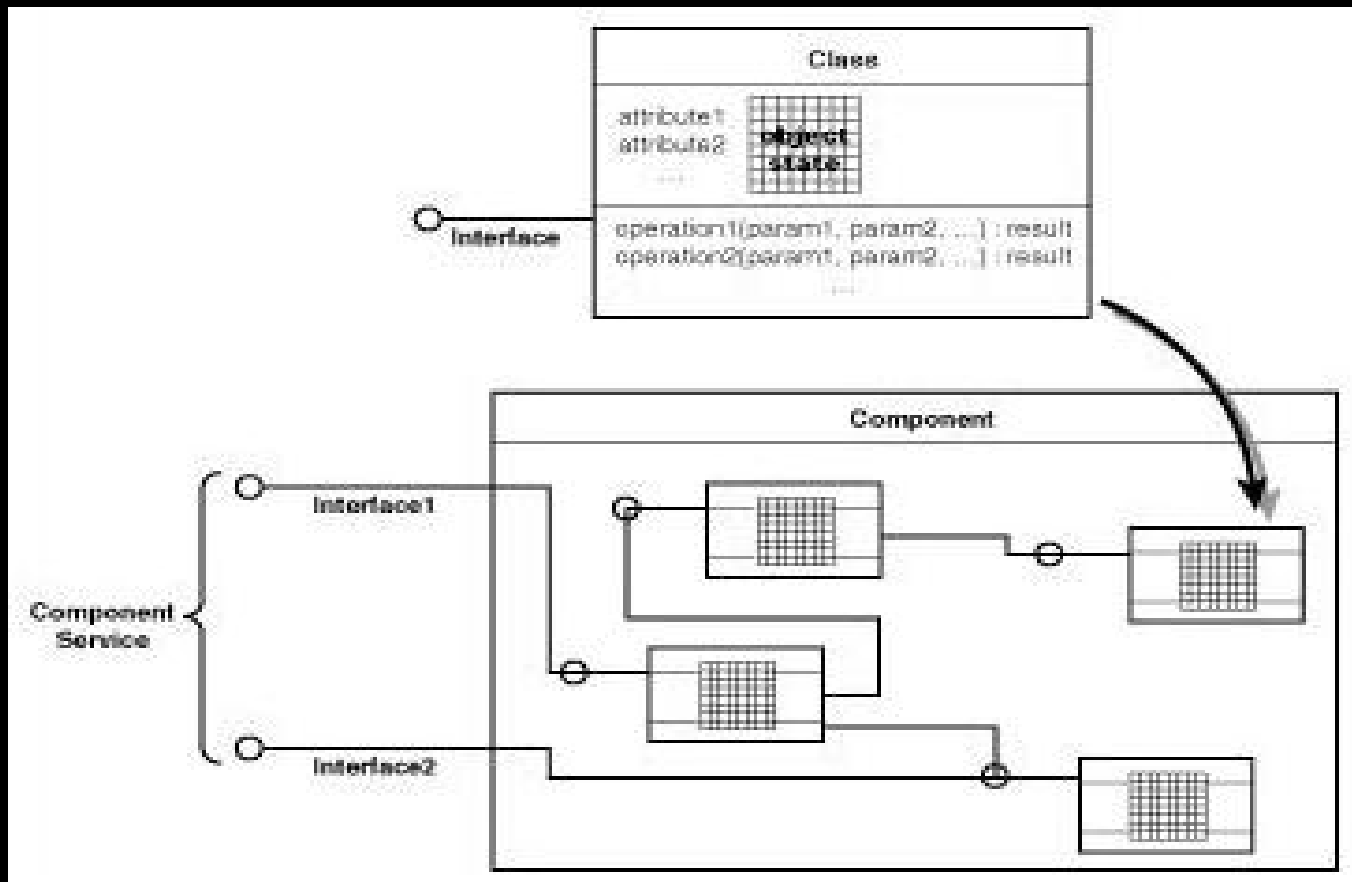 Class
attribute1
attribute2
...
object
state
Interface
operation1(param1, param2, ...) : result
operation2(param1, param2, ...) : result
...
Component
Interface1
Component
Service
Interface2